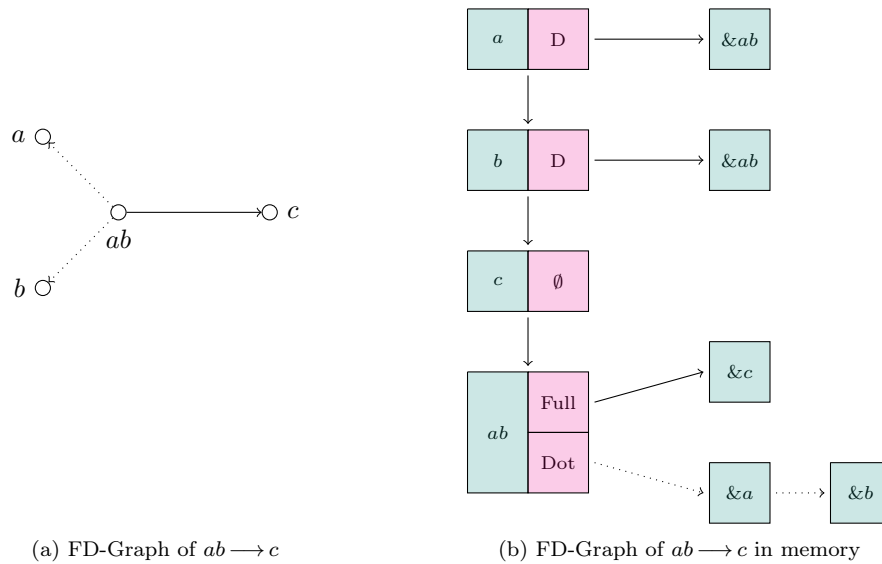 a
ab
c
b
(a) FD-Graph of ab → c
a D &ab
b D &ab
c ∅
ab Full &c
Dot &a &b
(b) FD-Graph of ab → c in memory